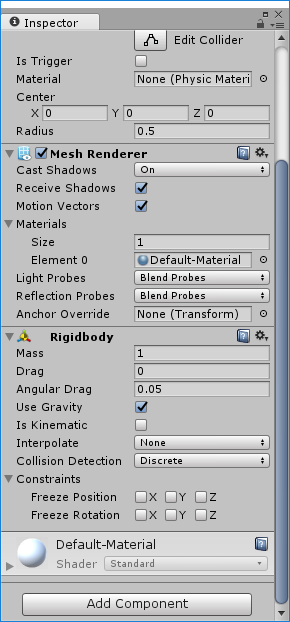 Inspector
Edit Collider
Is Trigger
Material None (Physic Materi
Center
X 0 Y 0 Z 0
Radius 0.5
Mesh Renderer
Cast Shadows On
Receive Shadows
Motion Vectors
Materials
Size 1
Element 0 Default-Material
Light Probes Blend Probes
Reflection Probes Blend Probes
Anchor Override None (Transform)
Rigidbody
Mass 1
Drag 0
Angular Drag 0.05
Use Gravity
Is Kinematic
Interpolate None
Collision Detection Discrete
Constraints
Freeze Position X Y Z
Freeze Rotation X Y Z
Default-Material
Shader Standard
Add Component